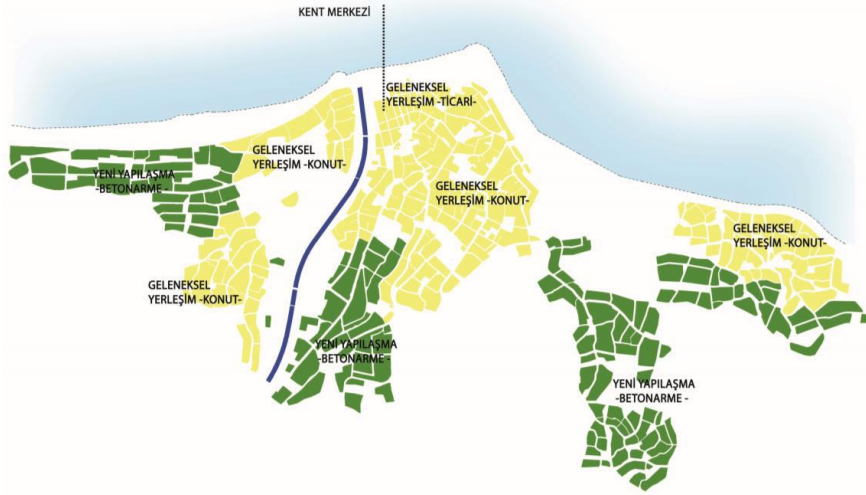 KENT MERKEZİ
GELENEKSEL
YERLEŞİM -TİCARİ-
GELENEKSEL
YERLEŞİM -KONUT-
YENİ YAPILAŞMA
-BETONARME -
GELENEKSEL
YERLEŞİM -KONUT-
GELENEKSEL
YERLEŞİM -KONUT-
GELENEKSEL
YERLEŞİM -KONUT-
YENİ YAPILAŞMA
-BETONARME -
YENİ YAPILAŞMA
-BETONARME -